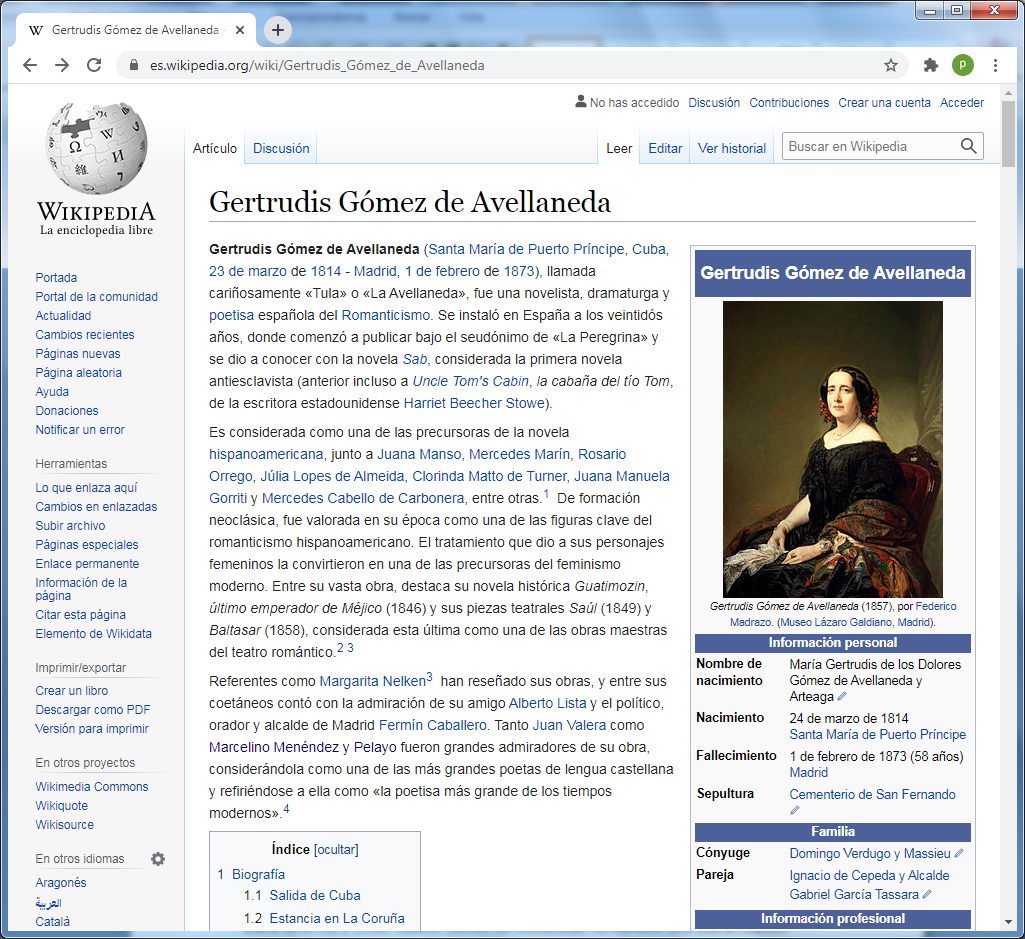 Gertrudis Gómez de Avellaneda
es.wikipedia.org/wiki/Gertrudis_Gómez_de_Avellaneda
p
No has accedido Discusión Contribuciones Crear una cuenta Acceder
Artículo Discusión Leer Editar Ver historial Buscar en Wikipedia
WIKIPEDIA
La enciclopedia libre
Portada
Portal de la comunidad
Actualidad
Cambios recientes
Páginas nuevas
Página aleatoria
Ayuda
Donaciones
Notificar un error
Herramientas
Lo que enlaza aquí
Cambios en enlazadas
Subir archivo
Páginas especiales
Enlace permanente
Información de la
página
Citar esta página
Elemento de Wikidata
Imprimir/exportar
Crear un libro
Descargar como PDF
Versión para imprimir
En otros proyectos
Wikimedia Commons
Wikiquote
Wikisource
En otros idiomas
Aragonés
العربية
Català
Gertrudis Gómez de Avellaneda
Gertrudis Gómez de Avellaneda (Santa María de Puerto Príncipe, Cuba,
23 de marzo de 1814 - Madrid, 1 de febrero de 1873), llamada
cariñosamente «Tula» o «La Avellaneda», fue una novelista, dramaturga y
poetisa española del Romanticismo. Se instaló en España a los veintidós
años, donde comenzó a publicar bajo el seudónimo de «La Peregrina» y
se dio a conocer con la novela Sab, considerada la primera novela
antiesclavista (anterior incluso a Uncle Tom's Cabin, la cabaña del tío Tom,
de la escritora estadounidense Harriet Beecher Stowe).
Es considerada como una de las precursoras de la novela
hispanoamericana, junto a Juana Manso, Mercedes Marín, Rosario
Orrego, Júlia Lopes de Almeida, Clorinda Matto de Turner, Juana Manuela
Gorriti y Mercedes Cabello de Carbonera, entre otras.1 De formación
neoclásica, fue valorada en su época como una de las figuras clave del
romanticismo hispanoamericano. El tratamiento que dio a sus personajes
femeninos la convirtieron en una de las precursoras del feminismo
moderno. Entre su vasta obra, destaca su novela histórica Guatimozin,
último emperador de Méjico (1846) y sus piezas teatrales Saúl (1849) y
Baltasar (1858), considerada esta última como una de las obras maestras
del teatro romántico.2 3
Referentes como Margarita Nelken3 han reseñado sus obras, y entre sus
coetáneos contó con la admiración de su amigo Alberto Lista y el político,
orador y alcalde de Madrid Fermín Caballero. Tanto Juan Valera como
Marcelino Menéndez y Pelayo fueron grandes admiradores de su obra,
considerándola como una de las más grandes poetas de lengua castellana
y refiriéndose a ella como «la poetisa más grande de los tiempos
modernos».4
Índice [ocultar]
1 Biografía
1.1 Salida de Cuba
1.2 Estancia en La Coruña
Gertrudis Gómez de Avellaneda
Gertrudis Gómez de Avellaneda (1857), por Federico
Madrazo. (Museo Lázaro Galdiano, Madrid).
Información personal
Nombre de María Gertrudis de los Dolores
nacimiento Gómez de Avellaneda y
Arteaga
Nacimiento 24 de marzo de 1814
Santa María de Puerto Príncipe
Fallecimiento 1 de febrero de 1873 (58 años)
Madrid
Sepultura Cementerio de San Fernando
Familia
Cónyuge Domingo Verdugo y Massieu
Pareja Ignacio de Cepeda y Alcalde
Gabriel García Tassara
Información profesional